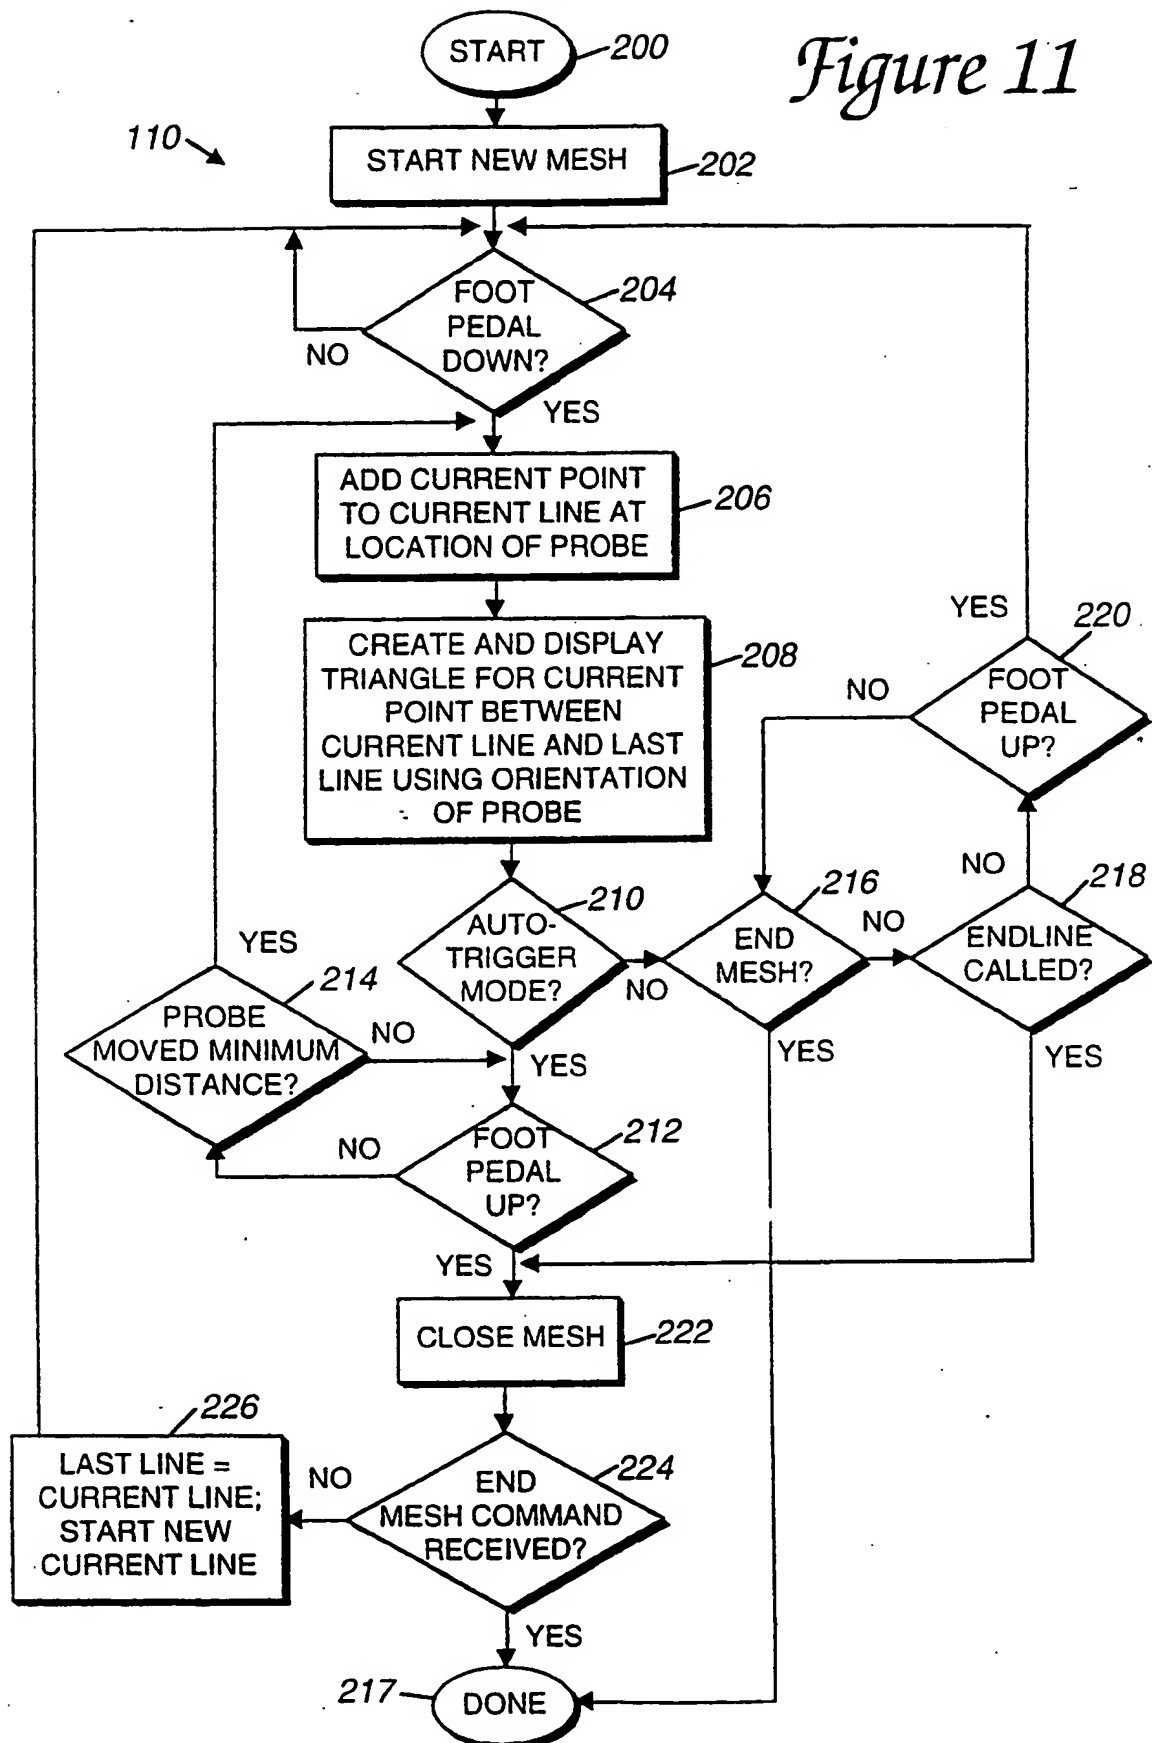 Figure 11
START
200
110
START NEW MESH
202
FOOT
PEDAL
DOWN?
204
NO
YES
ADD CURRENT POINT
TO CURRENT LINE AT
LOCATION OF PROBE
206
CREATE AND DISPLAY
TRIANGLE FOR CURRENT
POINT BETWEEN
CURRENT LINE AND LAST
LINE USING ORIENTATION
OF PROBE
208
YES
220
FOOT
PEDAL
UP?
NO
AUTO-
TRIGGER
MODE?
210
NO
YES
END
MESH?
216
NO
YES
ENDLINE
CALLED?
218
NO
YES
YES
214
PROBE
MOVED MINIMUM
DISTANCE?
NO
FOOT
PEDAL
UP?
212
NO
YES
CLOSE MESH
222
226
LAST LINE =
CURRENT LINE;
START NEW
CURRENT LINE
NO
END
MESH COMMAND
RECEIVED?
224
YES
217
DONE